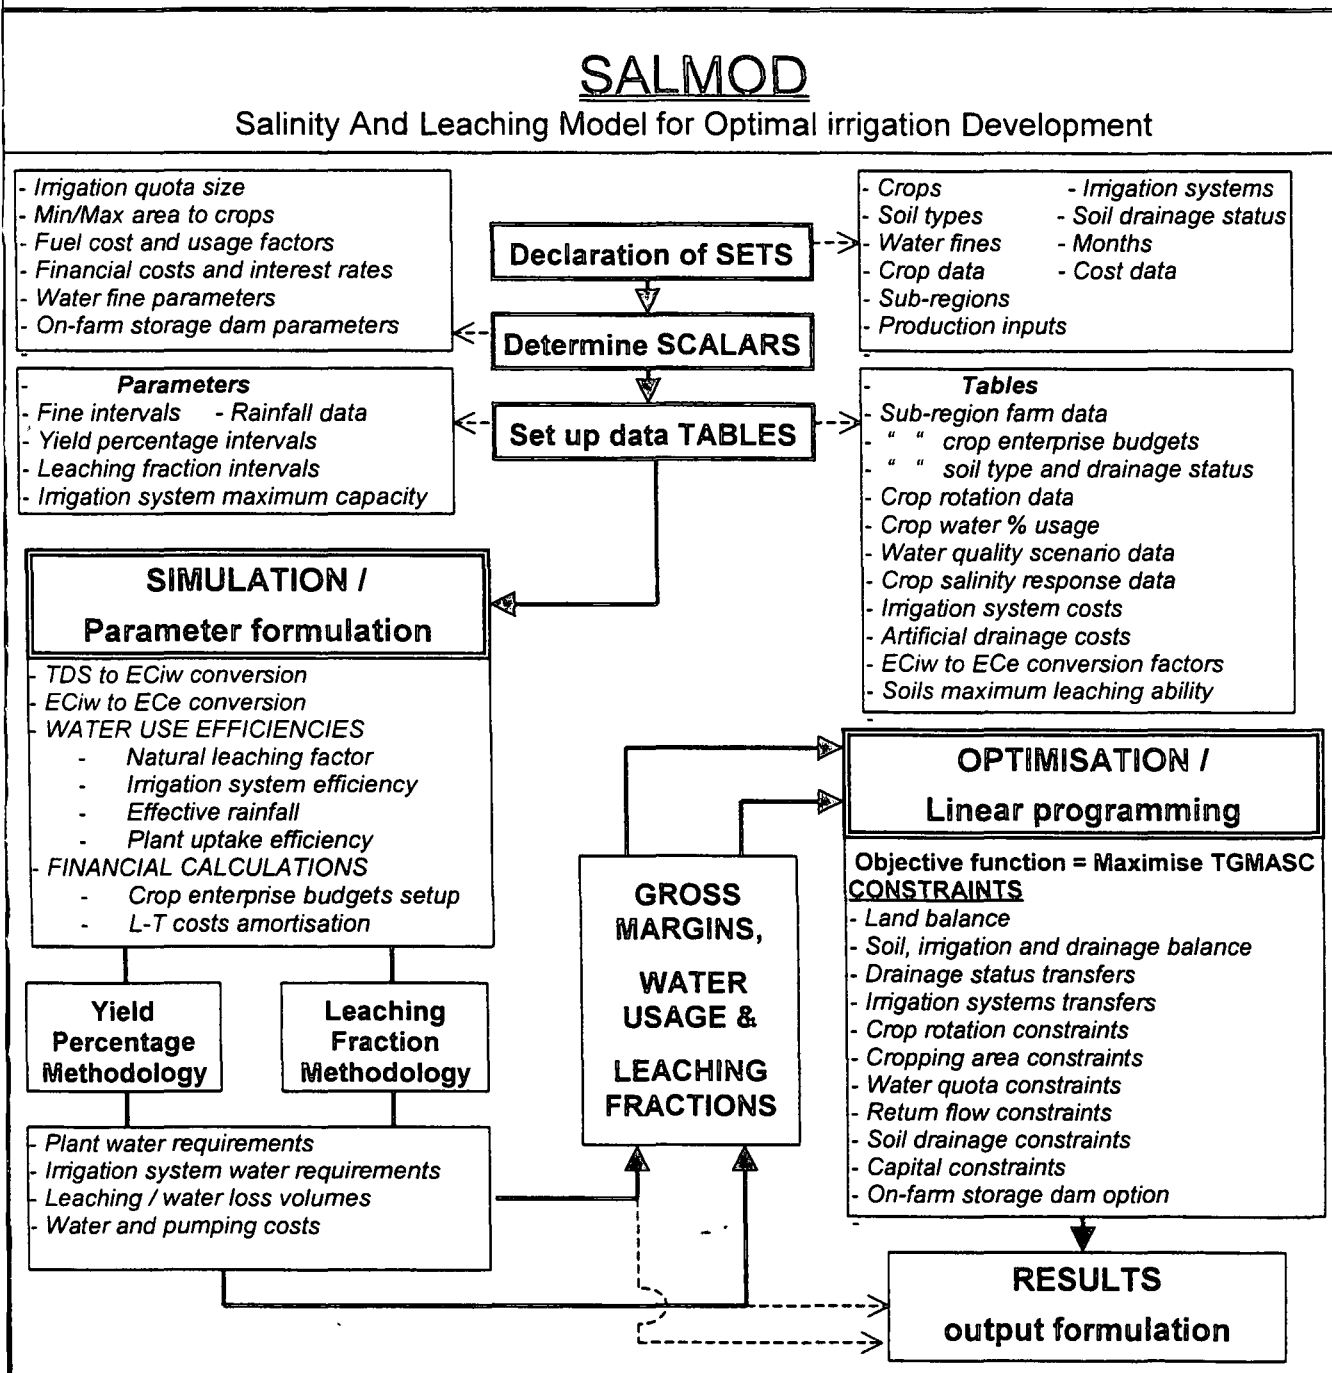 SALMOD
Salinity And Leaching Model for Optimal irrigation Development
- Irrigation quota size
- Min/Max area to crops
- Fuel cost and usage factors
- Financial costs and interest rates
- Water fine parameters
- On-farm storage dam parameters
-
Declaration of SETS
Determine SCALARS
Set up data TABLES
- Crops - Irrigation systems
- Soil types - Soil drainage status
- Water fines - Months
- Crop data - Cost data
- Sub-regions
- Production inputs
-
- Parameters
- Fine intervals - Rainfall data
- Yield percentage intervals
- Leaching fraction intervals
- Irrigation system maximum capacity
- Tables
- Sub-region farm data
- " " crop enterprise budgets
- " " soil type and drainage status
- Crop rotation data
- Crop water % usage
- Water quality scenario data
- Crop salinity response data
- Irrigation system costs
- Artificial drainage costs
- ECiw to ECe conversion factors
- Soils maximum leaching ability
-
SIMULATION /
Parameter formulation
- TDS to ECiw conversion
- ECiw to ECe conversion
- WATER USE EFFICIENCIES
- Natural leaching factor
- Irrigation system efficiency
- Effective rainfall
- Plant uptake efficiency
- FINANCIAL CALCULATIONS
- Crop enterprise budgets setup
- L-T costs amortisation
Yield
Percentage
Methodology
Leaching
Fraction
Methodology
- Plant water requirements
- Irrigation system water requirements
- Leaching / water loss volumes
- Water and pumping costs
GROSS
MARGINS,
WATER
USAGE &
LEACHING
FRACTIONS
OPTIMISATION /
Linear programming
Objective function = Maximise TGMASC
CONSTRAINTS
- Land balance
- Soil, irrigation and drainage balance
- Drainage status transfers
- Irrigation systems transfers
- Crop rotation constraints
- Cropping area constraints
- Water quota constraints
- Return flow constraints
- Soil drainage constraints
- Capital constraints
- On-farm storage dam option
-
RESULTS
output formulation